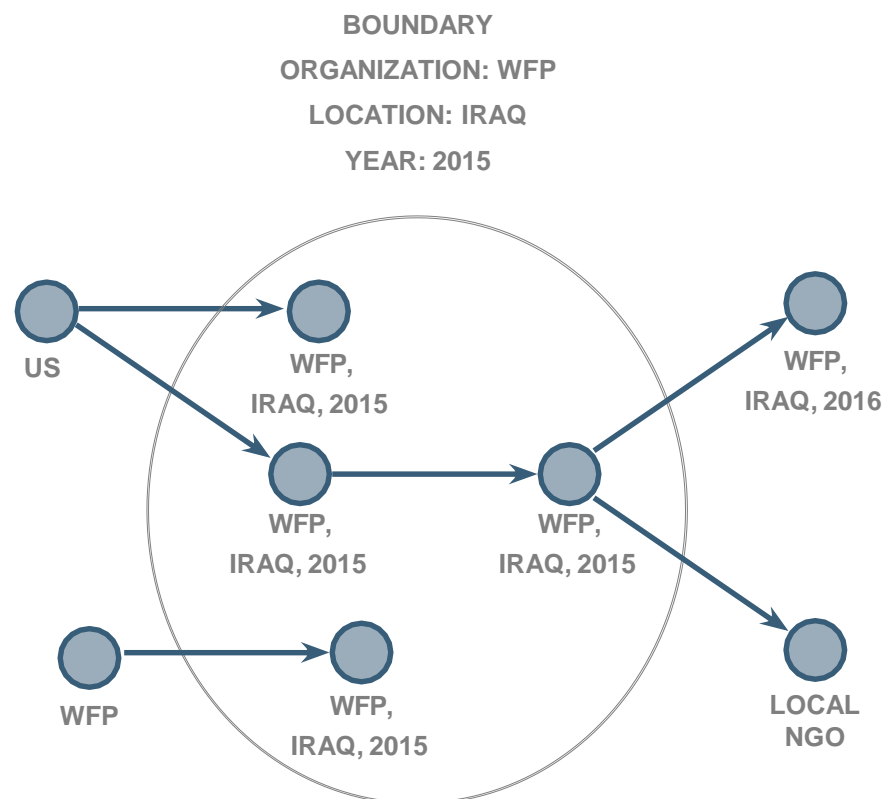 BOUNDARY
ORGANIZATION: WFP
LOCATION: IRAQ
YEAR: 2015
US
WFP,
IRAQ, 2015
WFP,
IRAQ, 2016
WFP,
IRAQ, 2015
WFP,
IRAQ, 2015
WFP
WFP,
IRAQ, 2015
LOCAL
NGO